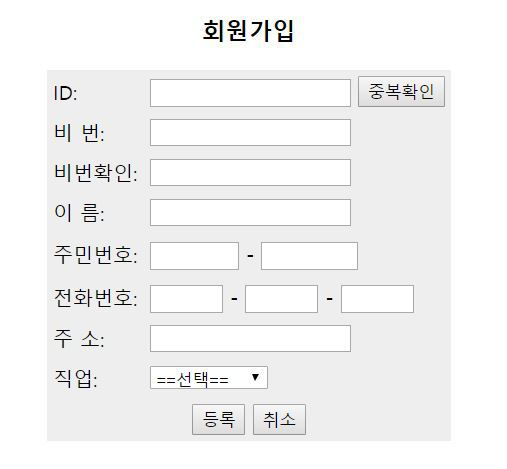 회원가입
ID: 중복확인
비 번:
비번확인:
이 름:
주민번호: -
전화번호: - -
주 소:
직업: ==선택==
등록 취소